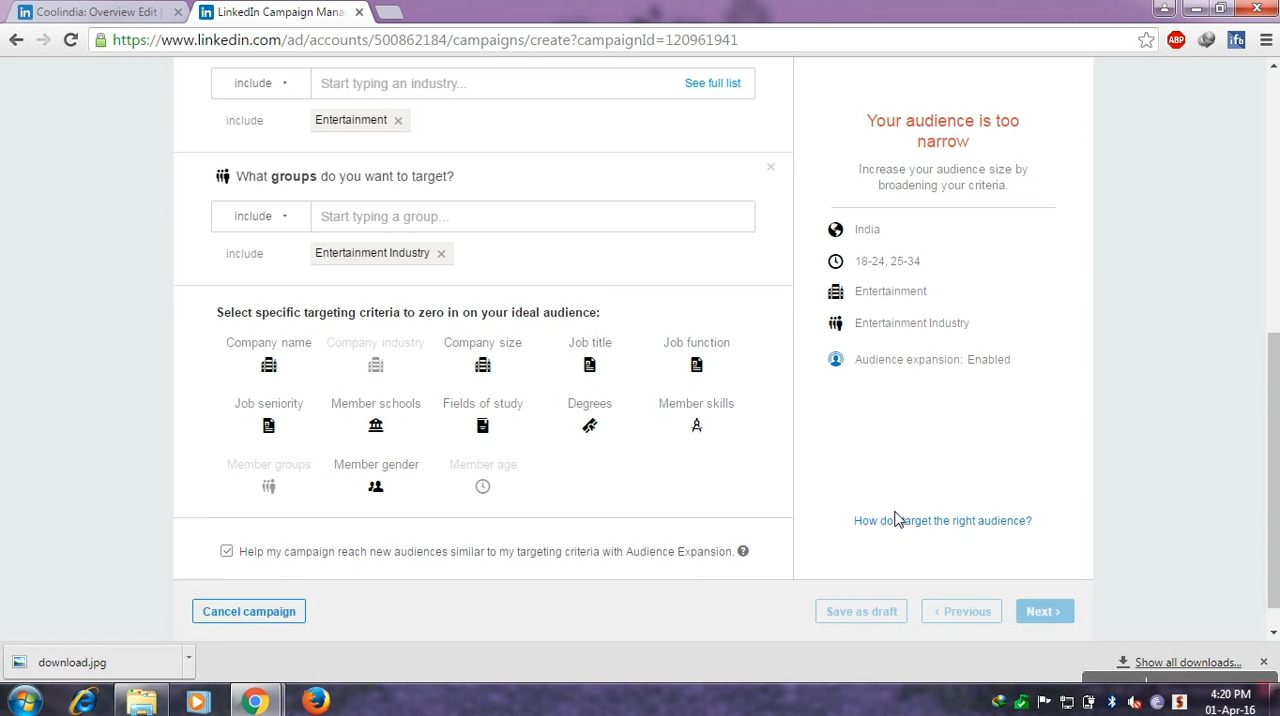 Coolindia: Overview Edit |
LinkedIn Campaign Mana
https://www.linkedin.com/ad/accounts/500862184/campaigns/create?campaignId=120961941
ABP
ifb
include
Start typing an industry...
See full list
include
Entertainment
What groups do you want to target?
include
Start typing a group...
include
Entertainment Industry
Select specific targeting criteria to zero in on your ideal audience:
Company name
Company industry
Company size
Job title
Job function
Job seniority
Member schools
Fields of study
Degrees
Member skills
Member groups
Member gender
Member age
Help my campaign reach new audiences similar to my targeting criteria with Audience Expansion.
Your audience is too
narrow
Increase your audience size by
broadening your criteria.
India
18-24, 25-34
Entertainment
Entertainment Industry
Audience expansion: Enabled
How do target the right audience?
Cancel campaign
Save as draft
‹ Previous
Next ›
download.jpg
Show all downloads...
4:20 PM
01-Apr-16